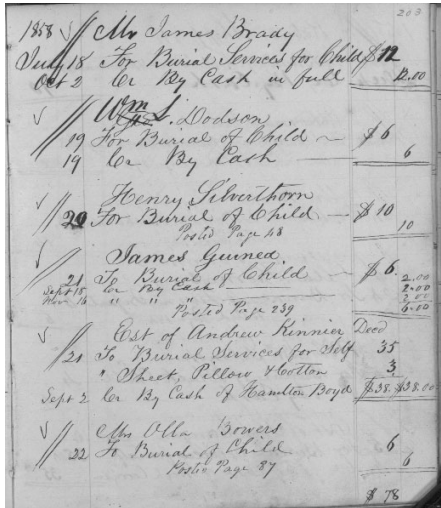 203
1858 Mr James Brady
July 18 For Burial Services for Child $12
Oct 2 Cr By Cash in full 12.00
Wm L. Dodson
19 For Burial of Child $6
19 Cr By Cash 6
Henry Silverthorn
20 For Burial of Child $10
10
Posted Page 48
James Guined
21 To Burial of Child $6.
Sept 18 Cr By Cash 2.00
2.00
Nov 16 " " " 2.00
6.00
Posted Page 239
Est of Andrew Kinnier Decd
21 To Burial Services for Self 35
" Sheet, Pillow & Cotton 3
Sept 2 Cr By Cash of Hamilton Boyd $38. $38.00
Mrs Olla Bowers
22 To Burial of Child 6
6
Posted Page 87
$78